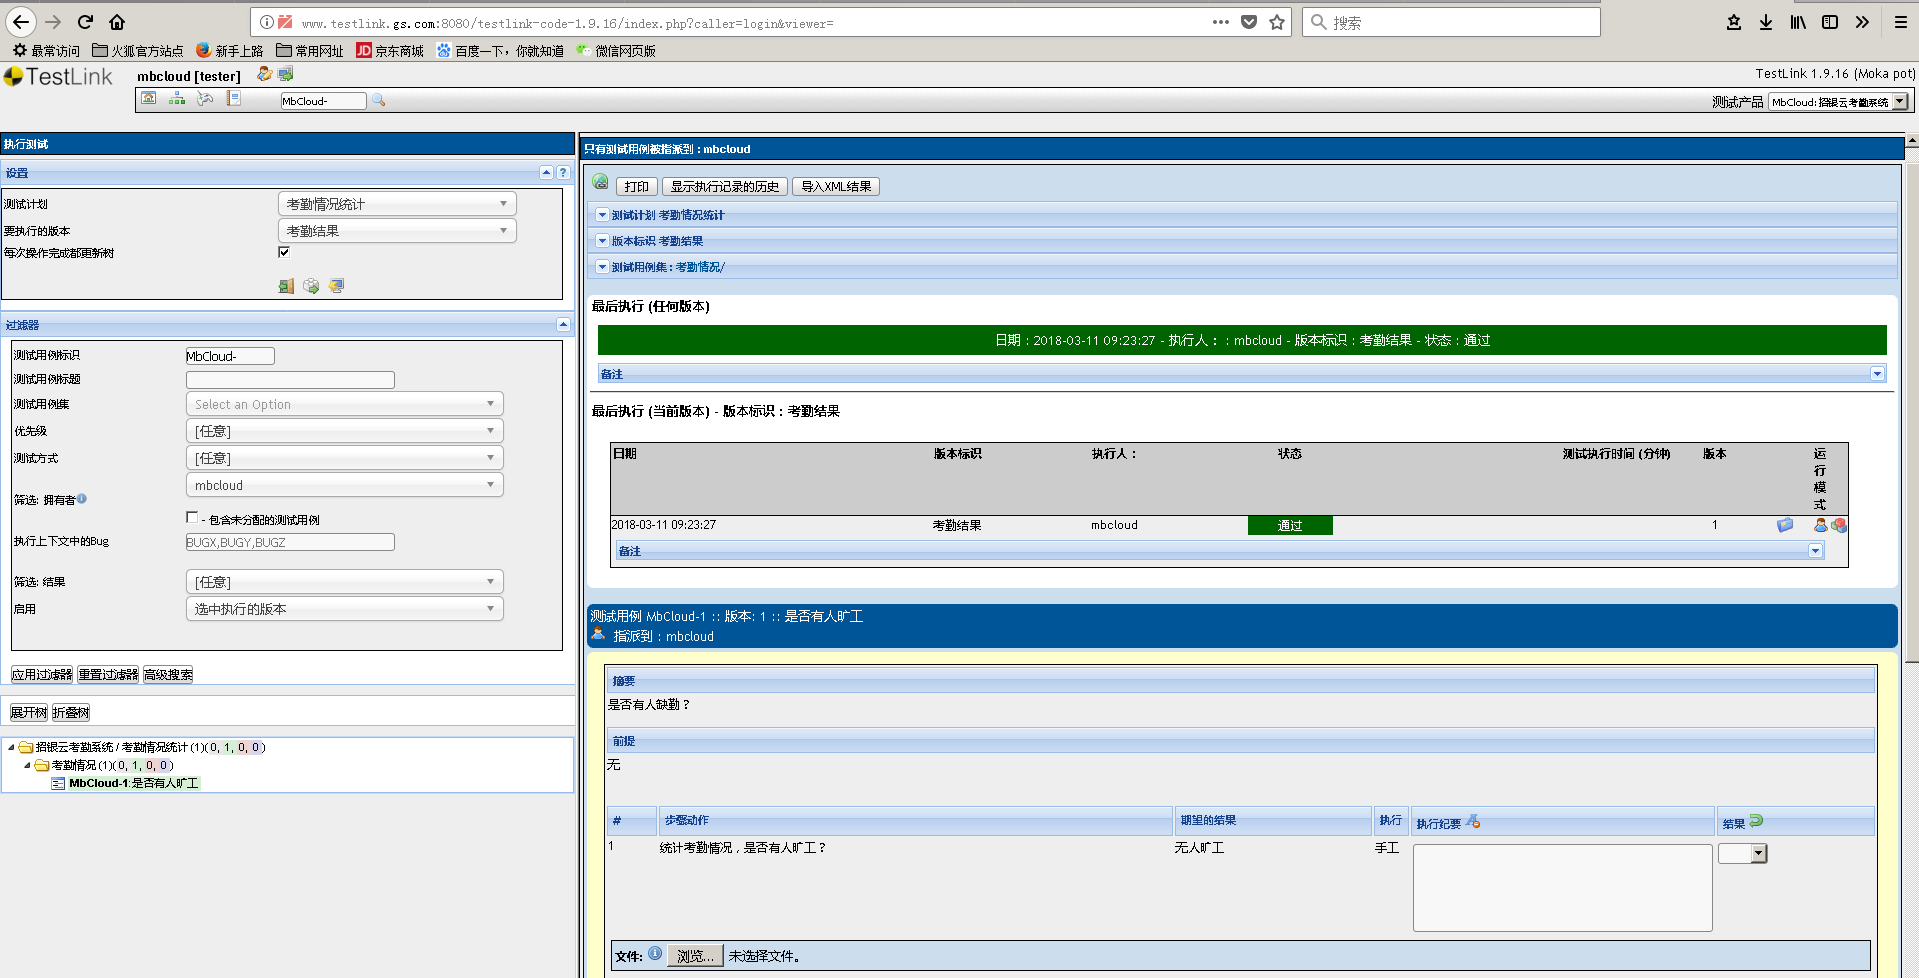 www.testlink.gs.com:8080/testlink-code-1.9.16/index.php?caller=login&viewer=
搜索
最常访问 火狐官方站点 新手上路 常用网址 JD 京东商城 百度一下，你就知道 微信网页版
TestLink mbcloud [tester] TestLink 1.9.16 (Moka pot)
MbCloud- 测试产品 MbCloud:招银云考勤系统
执行测试
设置
测试计划 考勤情况统计
要执行的版本 考勤结果
每次操作完成都更新树
过滤器
测试用例标识 MbCloud-
测试用例标题
测试用例集 Select an Option
优先级 [任意]
测试方式 [任意]
mbcloud
筛选: 拥有者
- 包含未分配的测试用例
执行上下文中的Bug BUGX,BUGY,BUGZ
筛选: 结果 [任意]
启用 选中执行的版本
应用过滤器 重置过滤器 高级搜索
展开树 折叠树
招银云考勤系统 / 考勤情况统计 (1)(0, 1, 0, 0)
考勤情况 (1)(0, 1, 0, 0)
MbCloud-1:是否有人旷工
只有测试用例被指派到 : mbcloud
打印 显示执行记录的历史 导入XML结果
测试计划 考勤情况统计
版本标识 考勤结果
测试用例集 : 考勤情况/
最后执行 (任何版本)
日期 : 2018-03-11 09:23:27 - 执行人： : mbcloud - 版本标识 : 考勤结果 - 状态 : 通过
备注
最后执行 (当前版本) - 版本标识 : 考勤结果
日期 版本标识 执行人： 状态 测试执行时间 (分钟) 版本 运行模式
2018-03-11 09:23:27 考勤结果 mbcloud 通过 1
备注
测试用例 MbCloud-1 :: 版本: 1 :: 是否有人旷工
指派到 : mbcloud
摘要
是否有人缺勤？
前提
无
# 步骤动作 期望的结果 执行 执行纪要 结果
1 统计考勤情况，是否有人旷工？ 无人旷工 手工
文件: 浏览... 未选择文件。